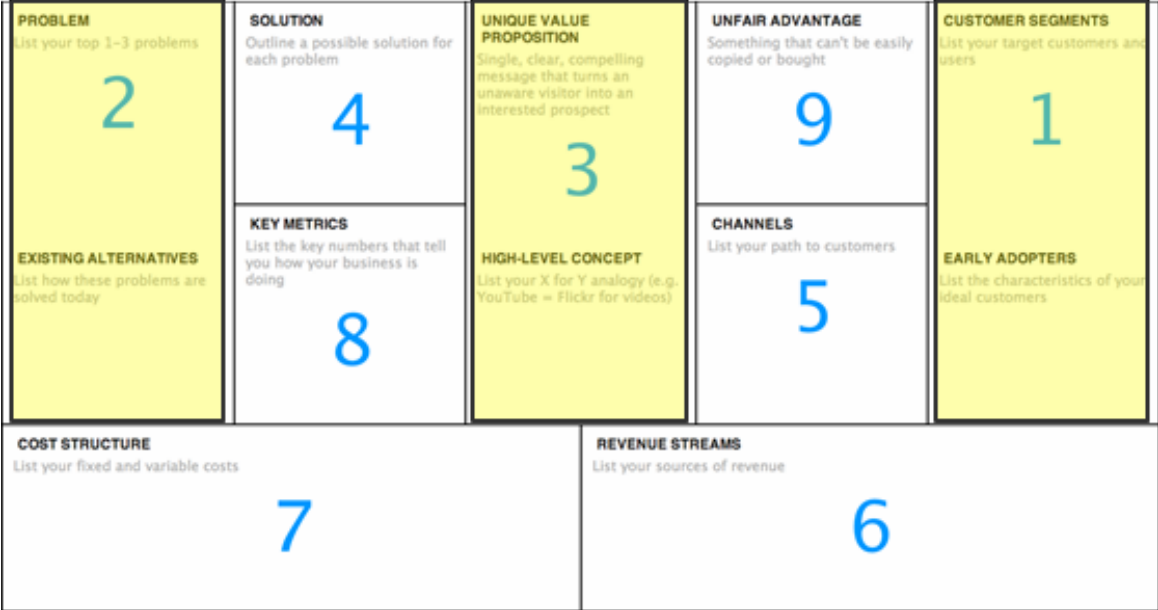 PROBLEM
List your top 1–3 problems
2
EXISTING ALTERNATIVES
List how these problems are
solved today
SOLUTION
Outline a possible solution for
each problem
4
KEY METRICS
List the key numbers that tell
you how your business is
doing
8
UNIQUE VALUE
PROPOSITION
Single, clear, compelling
message that turns an
unaware visitor into an
interested prospect
3
HIGH-LEVEL CONCEPT
List your X for Y analogy (e.g.
YouTube = Flickr for videos)
UNFAIR ADVANTAGE
Something that can't be easily
copied or bought
9
CHANNELS
List your path to customers
5
CUSTOMER SEGMENTS
List your target customers and
users
1
EARLY ADOPTERS
List the characteristics of your
ideal customers
COST STRUCTURE
List your fixed and variable costs
7
REVENUE STREAMS
List your sources of revenue
6